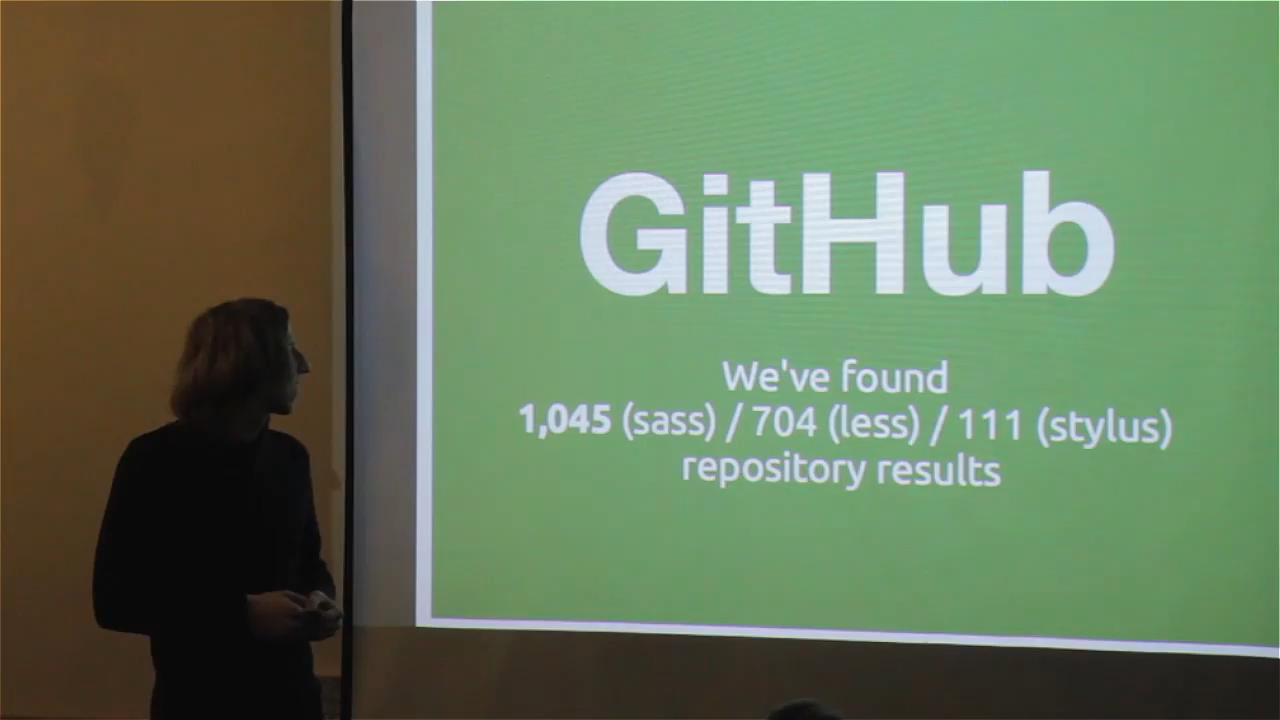 GitHub
We've found
1,045 (sass) / 704 (less) / 111 (stylus)
repository results